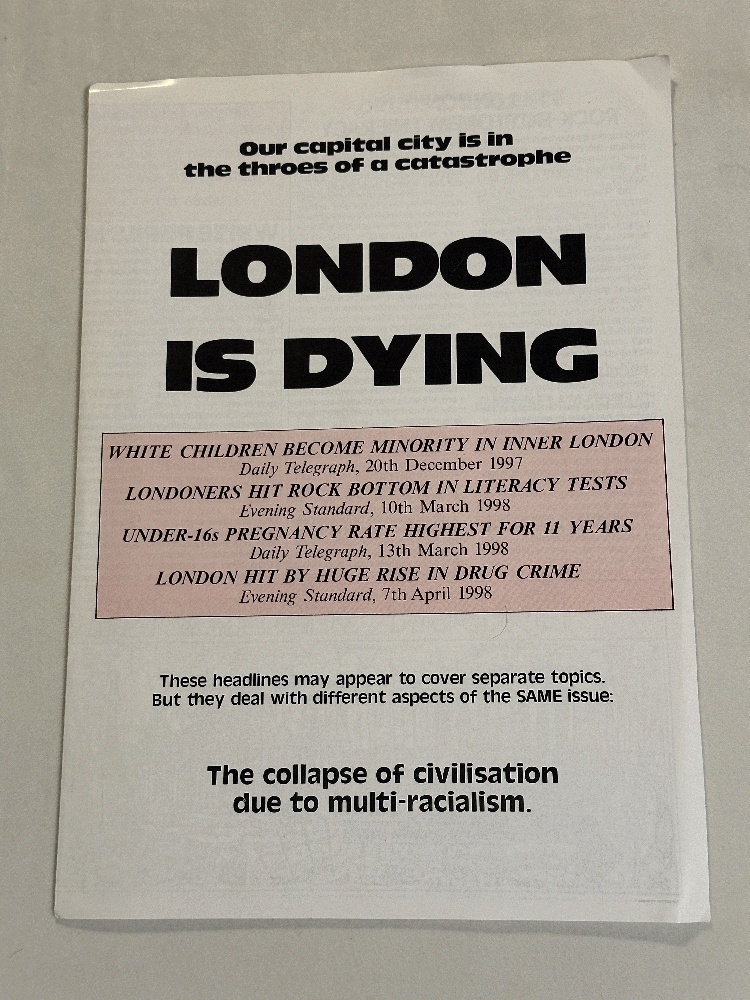 Our capital city is in
the throes of a catastrophe
LONDON
IS DYING
WHITE CHILDREN BECOME MINORITY IN INNER LONDON
Daily Telegraph, 20th December 1997
LONDONERS HIT ROCK BOTTOM IN LITERACY TESTS
Evening Standard, 10th March 1998
UNDER-16s PREGNANCY RATE HIGHEST FOR 11 YEARS
Daily Telegraph, 13th March 1998
LONDON HIT BY HUGE RISE IN DRUG CRIME
Evening Standard, 7th April 1998
These headlines may appear to cover separate topics.
But they deal with different aspects of the SAME issue:
The collapse of civilisation
due to multi-racialism.